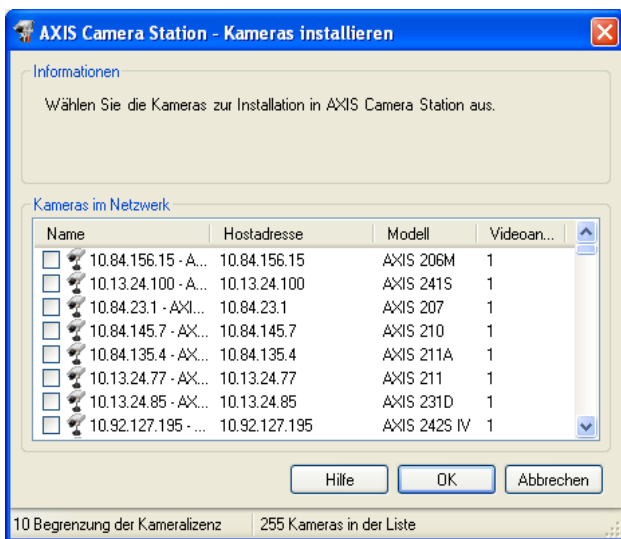 AXIS Camera Station - Kameras installieren
Informationen
Wählen Sie die Kameras zur Installation in AXIS Camera Station aus.
Kameras im Netzwerk
Name Hostadresse Modell Videoan...
10.84.156.15 - A... 10.84.156.15 AXIS 206M 1
10.13.24.100 - A... 10.13.24.100 AXIS 241S 1
10.84.23.1 - AXI... 10.84.23.1 AXIS 207 1
10.84.145.7 - AX... 10.84.145.7 AXIS 210 1
10.84.135.4 - AX... 10.84.135.4 AXIS 211A 1
10.13.24.77 - AX... 10.13.24.77 AXIS 211 1
10.13.24.85 - AX... 10.13.24.85 AXIS 231D 1
10.92.127.195 - ... 10.92.127.195 AXIS 242S IV 1
Hilfe OK Abbrechen
10 Begrenzung der Kameralizenz 255 Kameras in der Liste